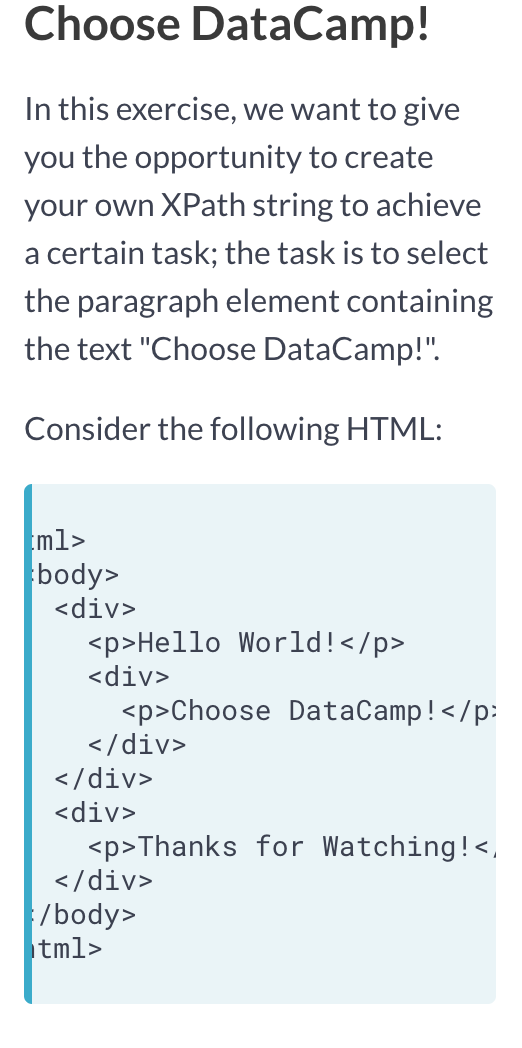 Choose DataCamp!
In this exercise, we want to give
you the opportunity to create
your own XPath string to achieve
a certain task; the task is to select
the paragraph element containing
the text "Choose DataCamp!".
Consider the following HTML:
tml>
<body>
<div>
<p>Hello World!</p>
<div>
<p>Choose DataCamp!</p>
</div>
</div>
<div>
<p>Thanks for Watching!</
</div>
</body>
html>